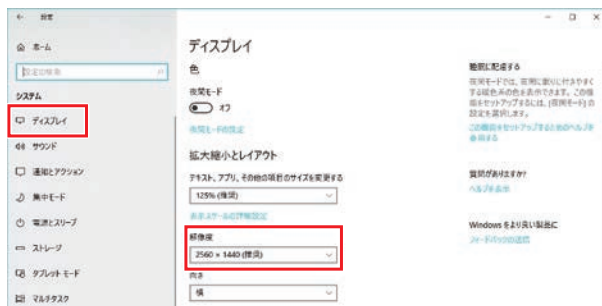 設定
ホーム
設定の検索
システム
ディスプレイ
サウンド
通知とアクション
集中モード
電源とスリープ
ストレージ
タブレット モード
マルチタスク
ディスプレイ
色
夜間モード
オフ
夜間モードの設定
拡大縮小とレイアウト
テキスト、アプリ、その他の項目のサイズを変更する
125% (推奨)
表示スケールの詳細設定
解像度
2560 × 1440 (推奨)
向き
横
睡眠に配慮する
夜間モードでは、夜間に眠りに付きやすく
する暖色系の色を表示できます。この機
能をセットアップするには、[夜間モード] の
設定を選択します。
この機能をセットアップするためのヘルプを
参照する
質問がありますか?
ヘルプを表示
Windows をより良い製品に
フィードバックの送信